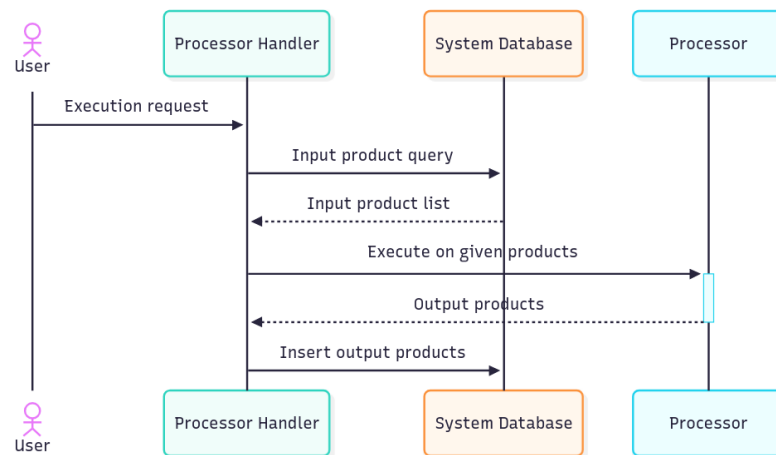 Processor Handler
System Database
Processor
User
Execution request
Input product query
Input product list
Execute on given products
Output products
Insert output products
Processor Handler
System Database
Processor
User